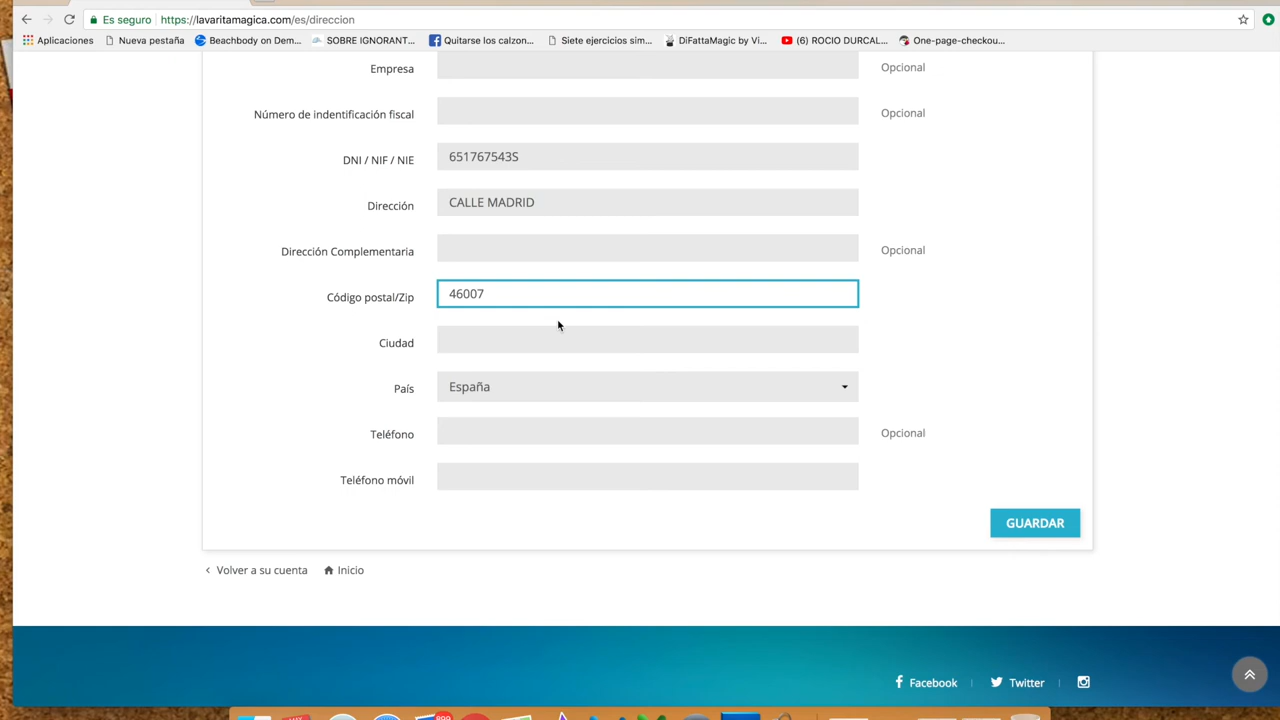 Es seguro https://lavaritamagica.com/es/direccion
Aplicaciones Nueva pestaña Beachbody on Dem... SOBRE IGNORANT... Quitarse los calzon... Siete ejercicios sim... DiFattaMagic by Vi... (6) ROCIO DURCAL... One-page-checkou...
Empresa Opcional
Número de indentificación fiscal Opcional
DNI / NIF / NIE 651767543S
Dirección CALLE MADRID
Dirección Complementaria Opcional
Código postal/Zip 46007
Ciudad
País España
Teléfono Opcional
Teléfono móvil
GUARDAR
Volver a su cuenta Inicio
Facebook Twitter